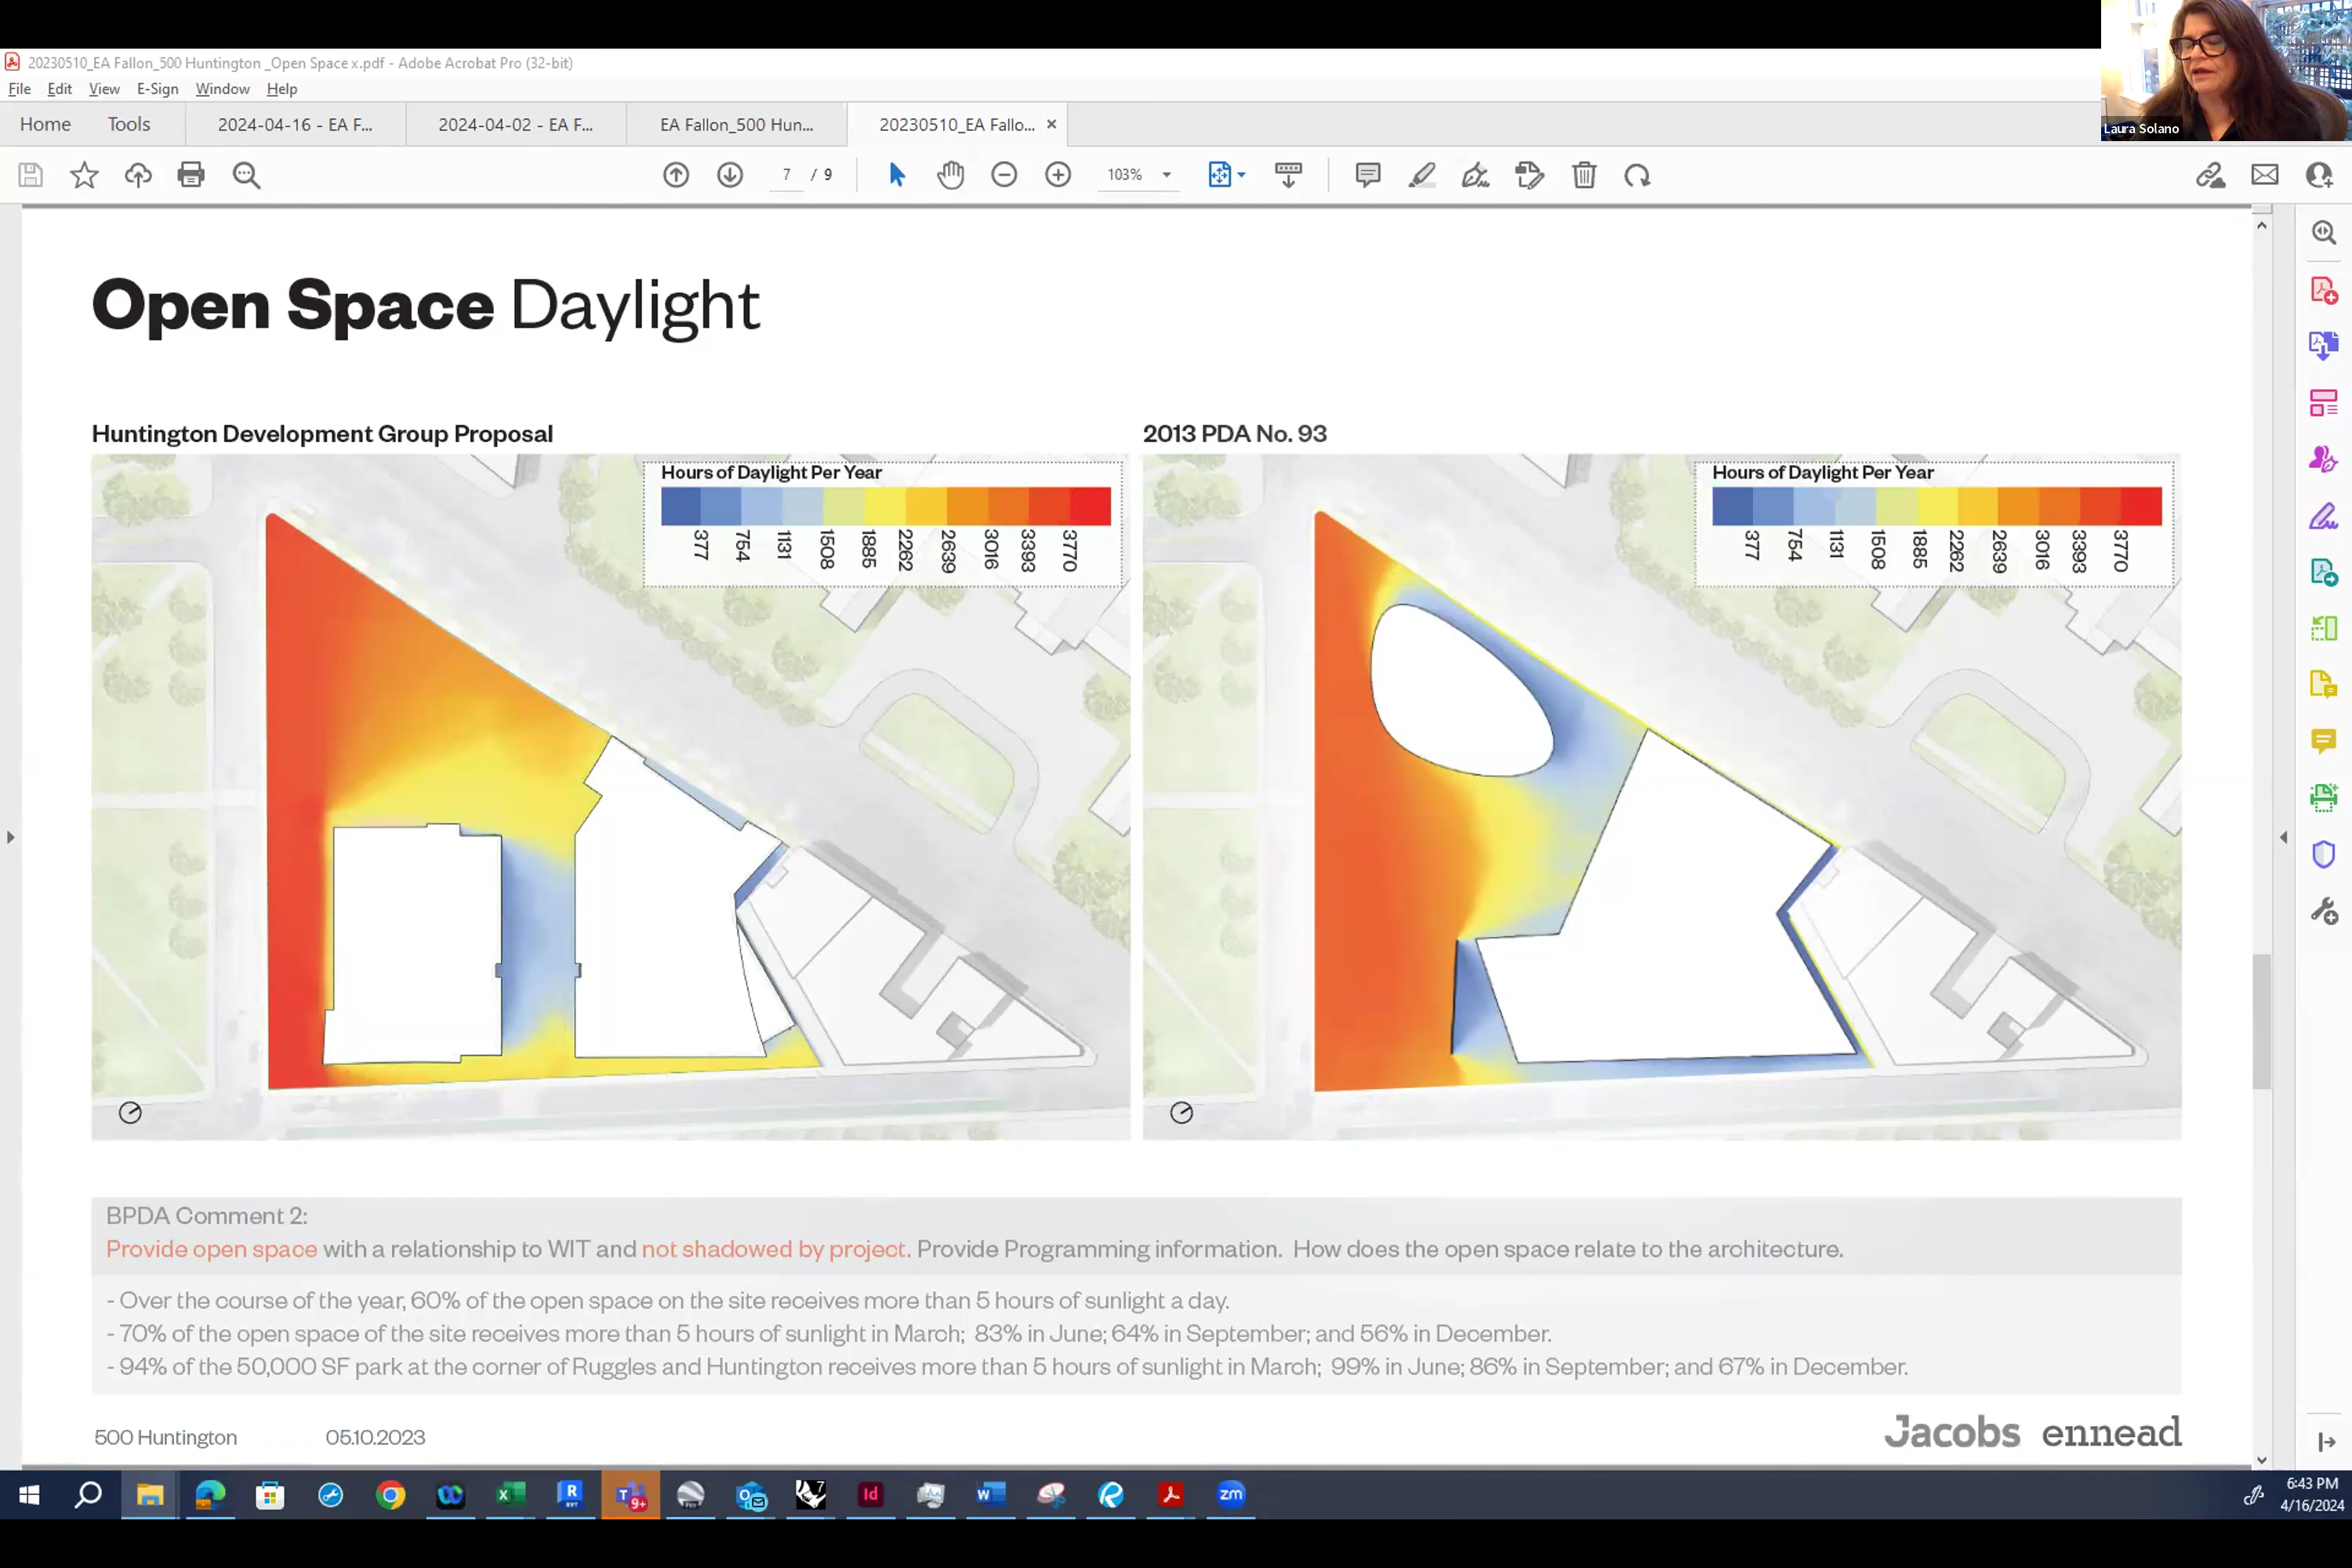 20230510_EA Fallon_500 Huntington _Open Space x.pdf - Adobe Acrobat Pro (32-bit)
File Edit View E-Sign Window Help
Home Tools 2024-04-16 - EA F... 2024-04-02 - EA F... EA Fallon_500 Hun... 20230510_EA Fallo... ×
Laura Solano
7 / 9 103%
Open Space Daylight
Huntington Development Group Proposal
Hours of Daylight Per Year
377 754 1131 1508 1885 2262 2639 3016 3393 3770
2013 PDA No. 93
Hours of Daylight Per Year
377 754 1131 1508 1885 2262 2639 3016 3393 3770
BPDA Comment 2:
Provide open space with a relationship to WIT and not shadowed by project. Provide Programming information. How does the open space relate to the architecture.
- Over the course of the year, 60% of the open space on the site receives more than 5 hours of sunlight a day.
- 70% of the open space of the site receives more than 5 hours of sunlight in March; 83% in June; 64% in September; and 56% in December.
- 94% of the 50,000 SF park at the corner of Ruggles and Huntington receives more than 5 hours of sunlight in March; 99% in June; 86% in September; and 67% in December.
500 Huntington 05.10.2023 Jacobs ennead
9+
7
Id
zm
6:43 PM
4/16/2024